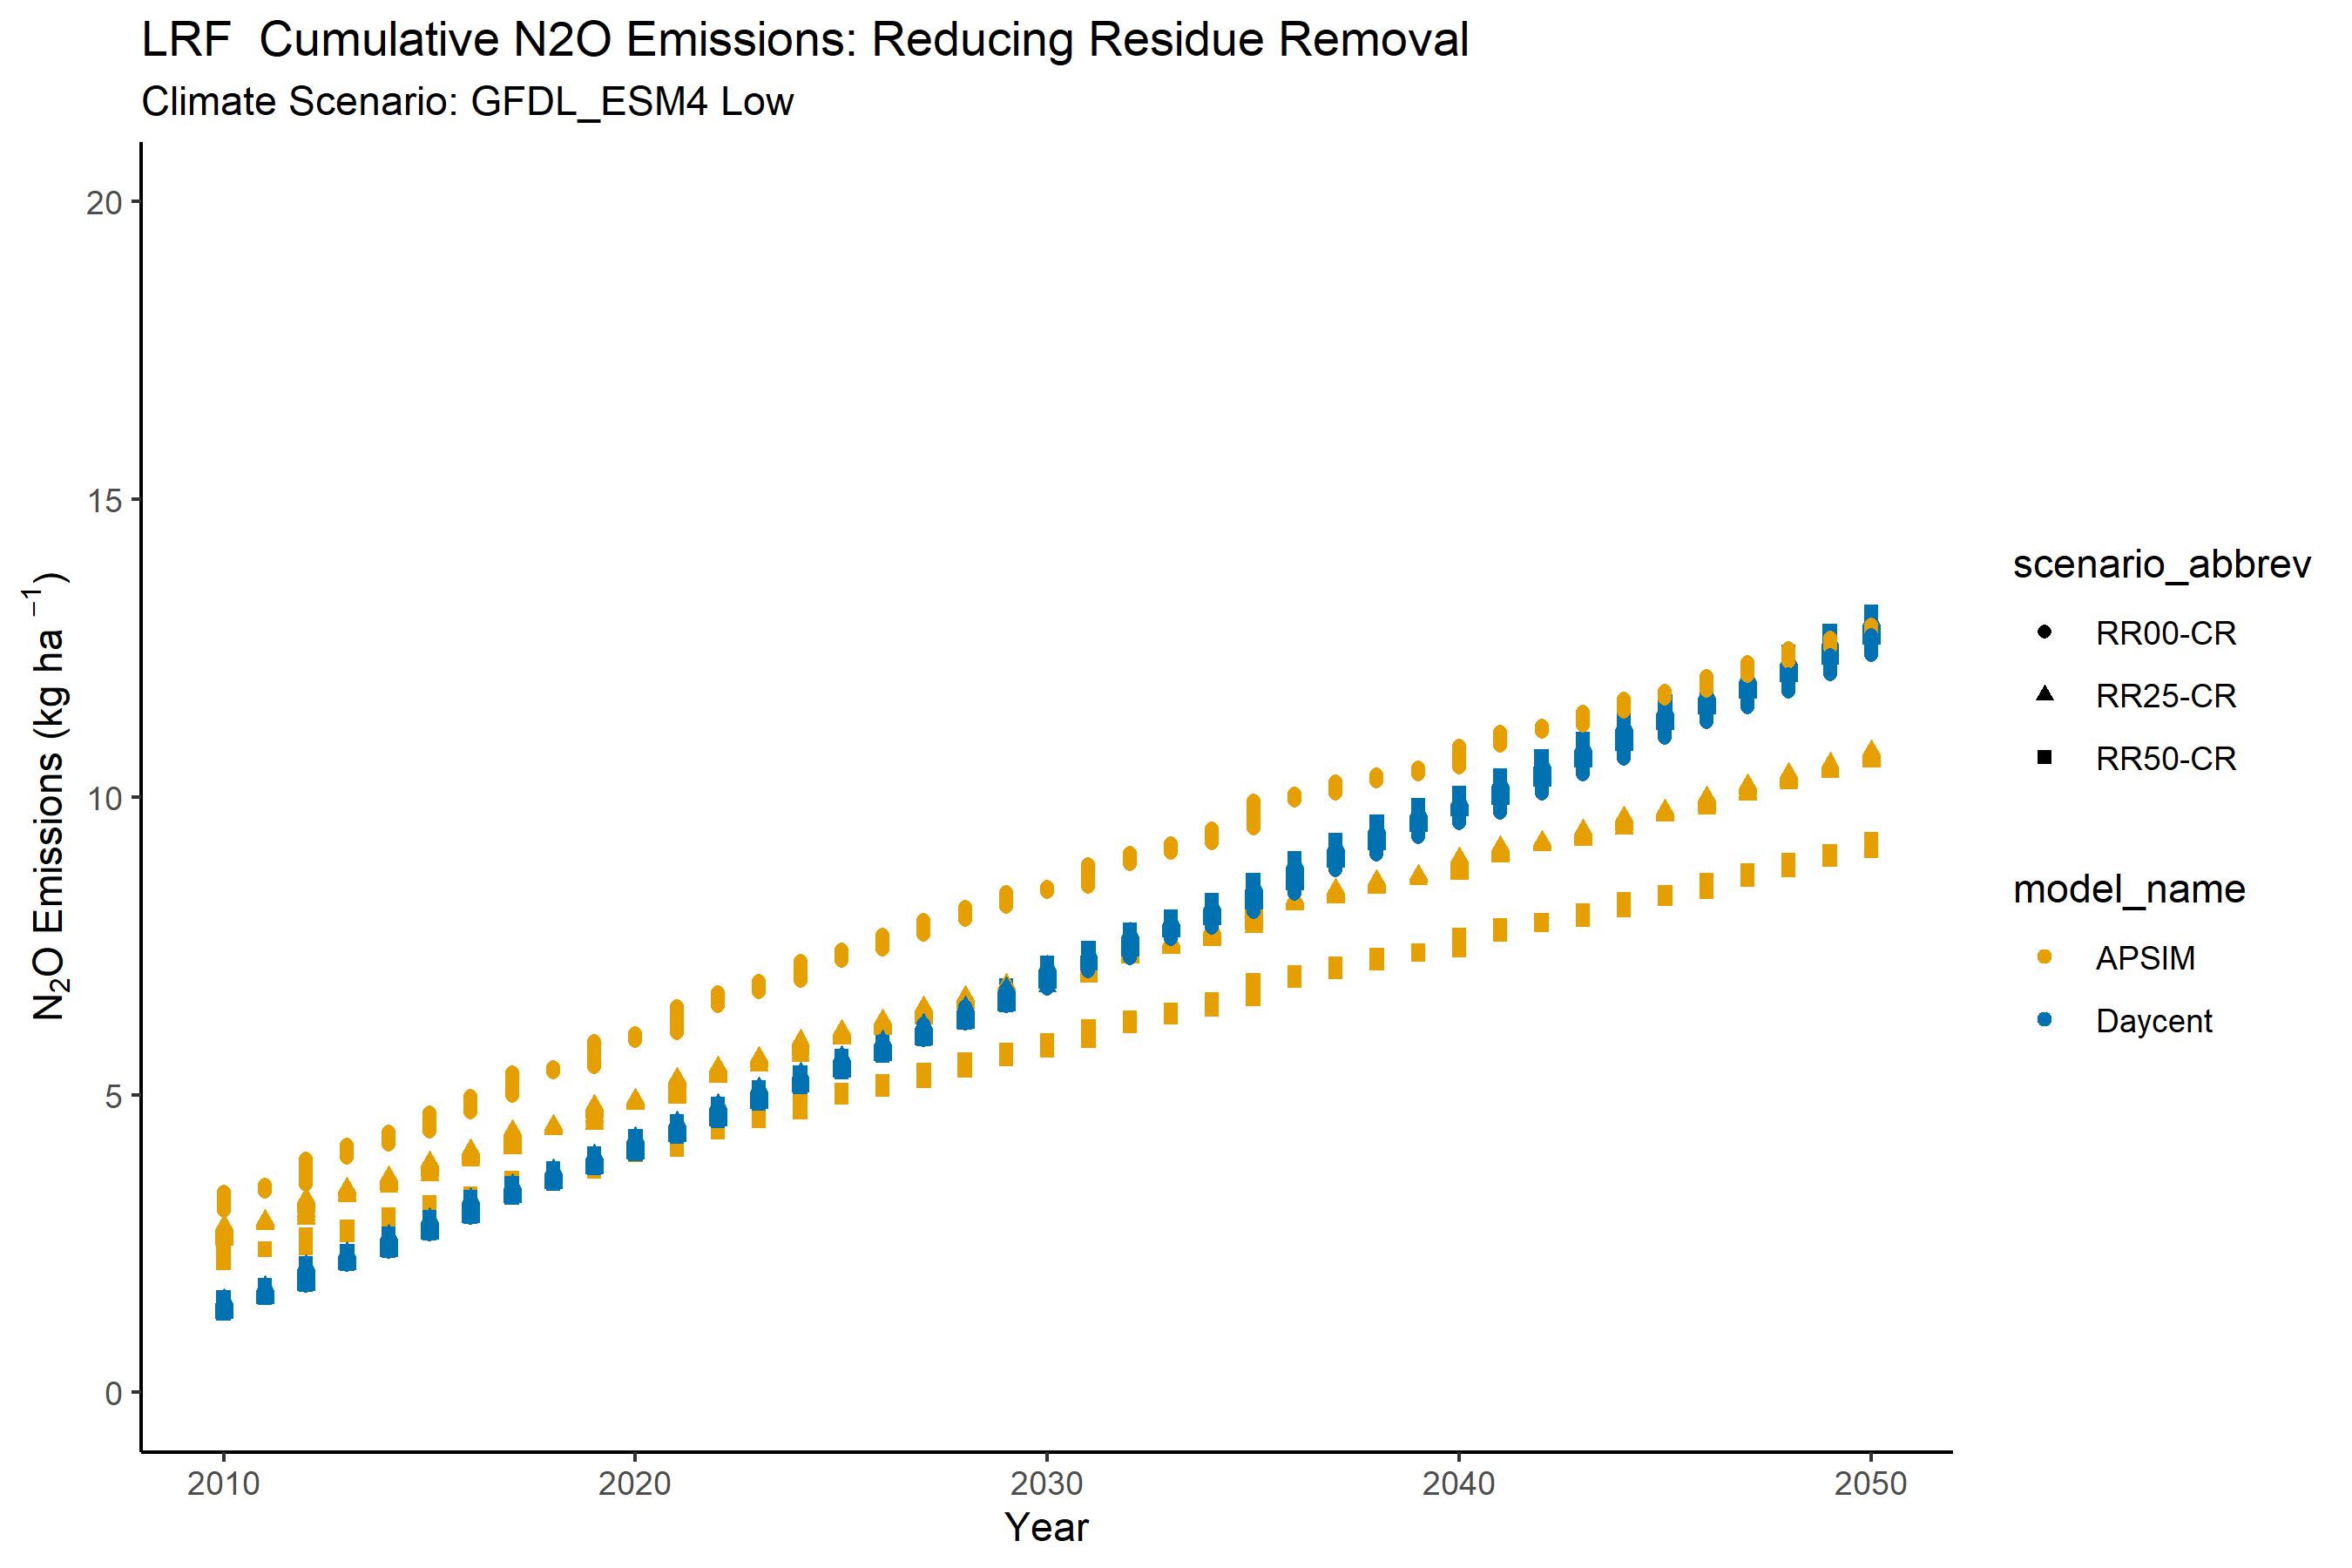 LRF  Cumulative N2O Emissions: Reducing Residue Removal
Climate Scenario: GFDL_ESM4 Low
N₂O Emissions (kg ha ⁻¹)
20
15
10
5
0
2010 2020 2030 2040 2050
Year
scenario_abbrev
RR00-CR
RR25-CR
RR50-CR
model_name
APSIM
Daycent